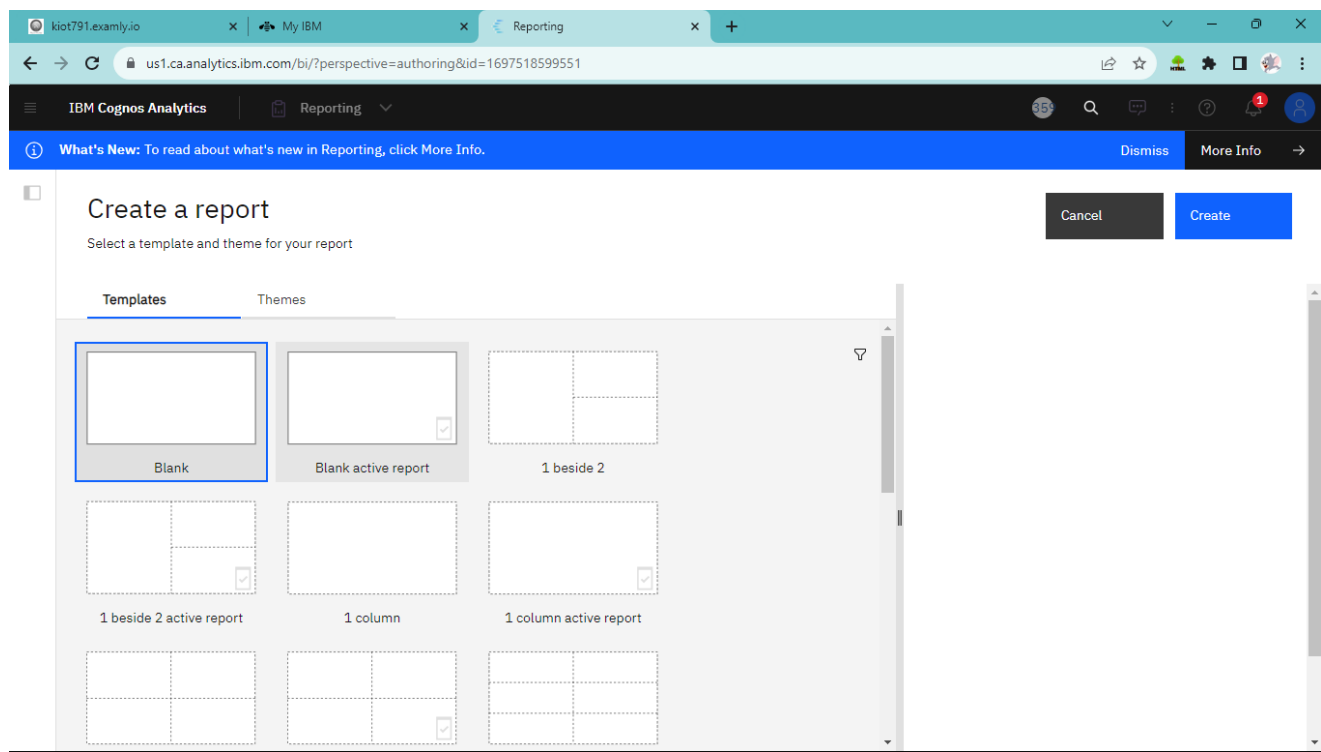 kiot791.examly.io
My IBM
Reporting
us1.ca.analytics.ibm.com/bi/?perspective=authoring&id=1697518599551
IBM Cognos Analytics
Reporting
1
What's New: To read about what's new in Reporting, click More Info.
Dismiss
More Info
Create a report
Cancel
Create
Select a template and theme for your report
Templates
Themes
Blank
Blank active report
1 beside 2
1 beside 2 active report
1 column
1 column active report